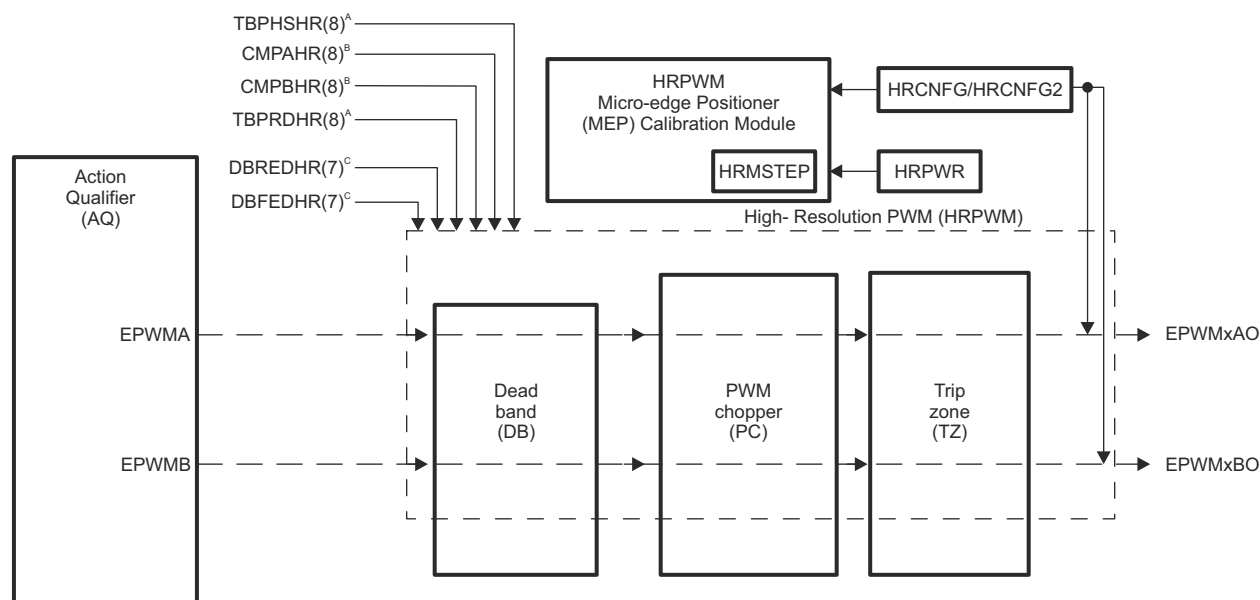 TBPHSHR(8)ᴬ
CMPAHR(8)ᴮ
CMPBHR(8)ᴮ
TBPRDHR(8)ᴬ
DBREDHR(7)ꟲ
DBFEDHR(7)ꟲ
HRPWM
Micro-edge Positioner
(MEP) Calibration Module
HRMSTEP
HRCNFG/HRCNFG2
HRPWR
High- Resolution PWM (HRPWM)
Action
Qualifier
(AQ)
EPWMA
EPWMB
Dead
band
(DB)
PWM
chopper
(PC)
Trip
zone
(TZ)
EPWMxAO
EPWMxBO